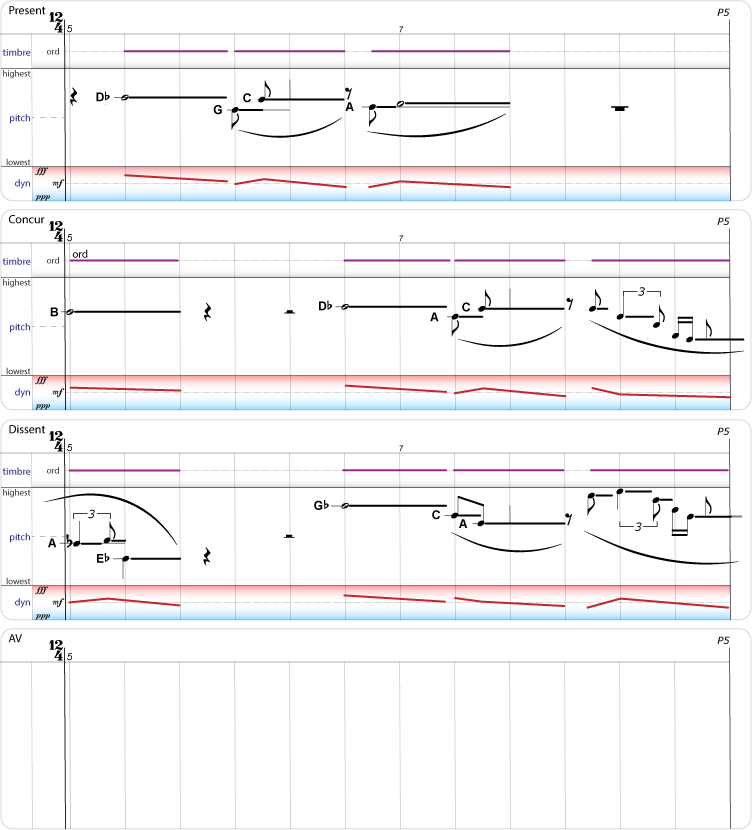 Present
12
4
5
7
P5
timbre ord
highest
D♭
C
G
A
pitch
lowest
fff
dyn mf
ppp
Concur
12
4
5
7
P5
ord
timbre ord
highest
3
D♭
C
B
A
pitch
lowest
fff
dyn mf
ppp
Dissent
12
4
5
7
P5
timbre ord
highest
G♭
3
C
A
3
pitch
A
E♭
lowest
fff
dyn mf
ppp
AV
12
4
5
P5